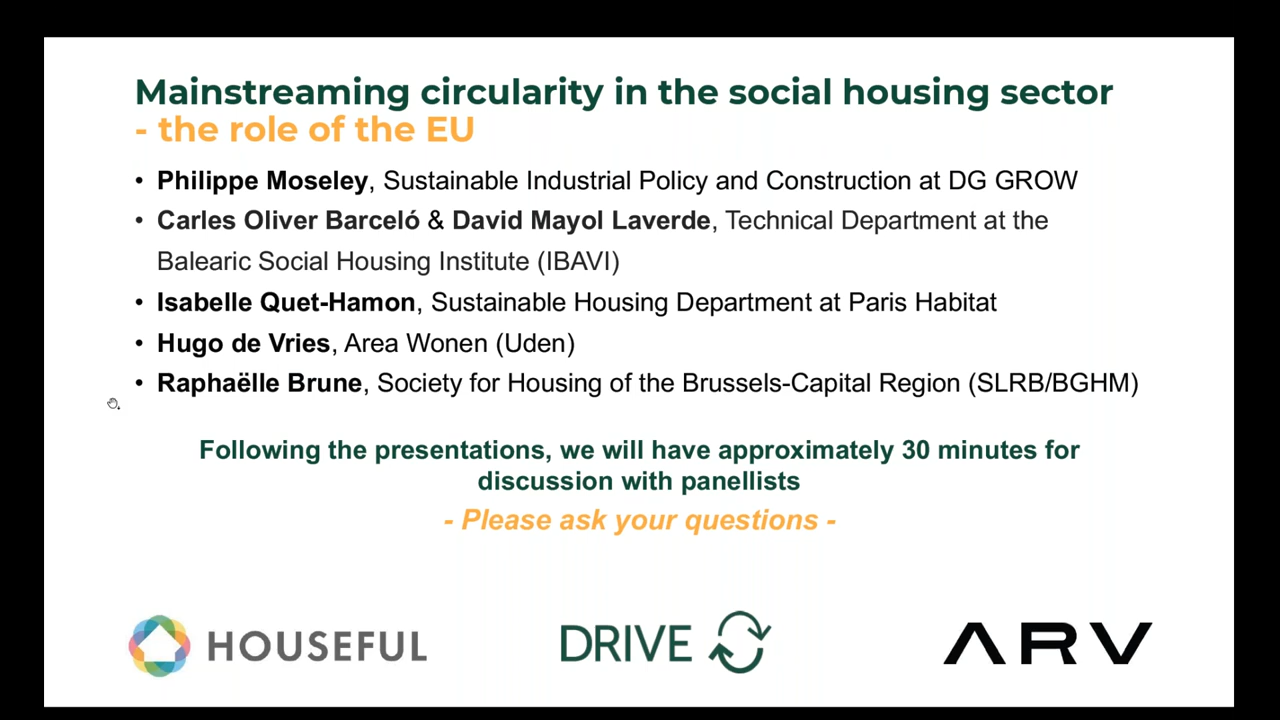 Mainstreaming circularity in the social housing sector
- the role of the EU
• Philippe Moseley, Sustainable Industrial Policy and Construction at DG GROW
• Carles Oliver Barceló & David Mayol Laverde, Technical Department at the
Balearic Social Housing Institute (IBAVI)
• Isabelle Quet-Hamon, Sustainable Housing Department at Paris Habitat
• Hugo de Vries, Area Wonen (Uden)
• Raphaëlle Brune, Society for Housing of the Brussels-Capital Region (SLRB/BGHM)
Following the presentations, we will have approximately 30 minutes for
discussion with panellists
- Please ask your questions -
HOUSEFUL
DRIVE
ARV